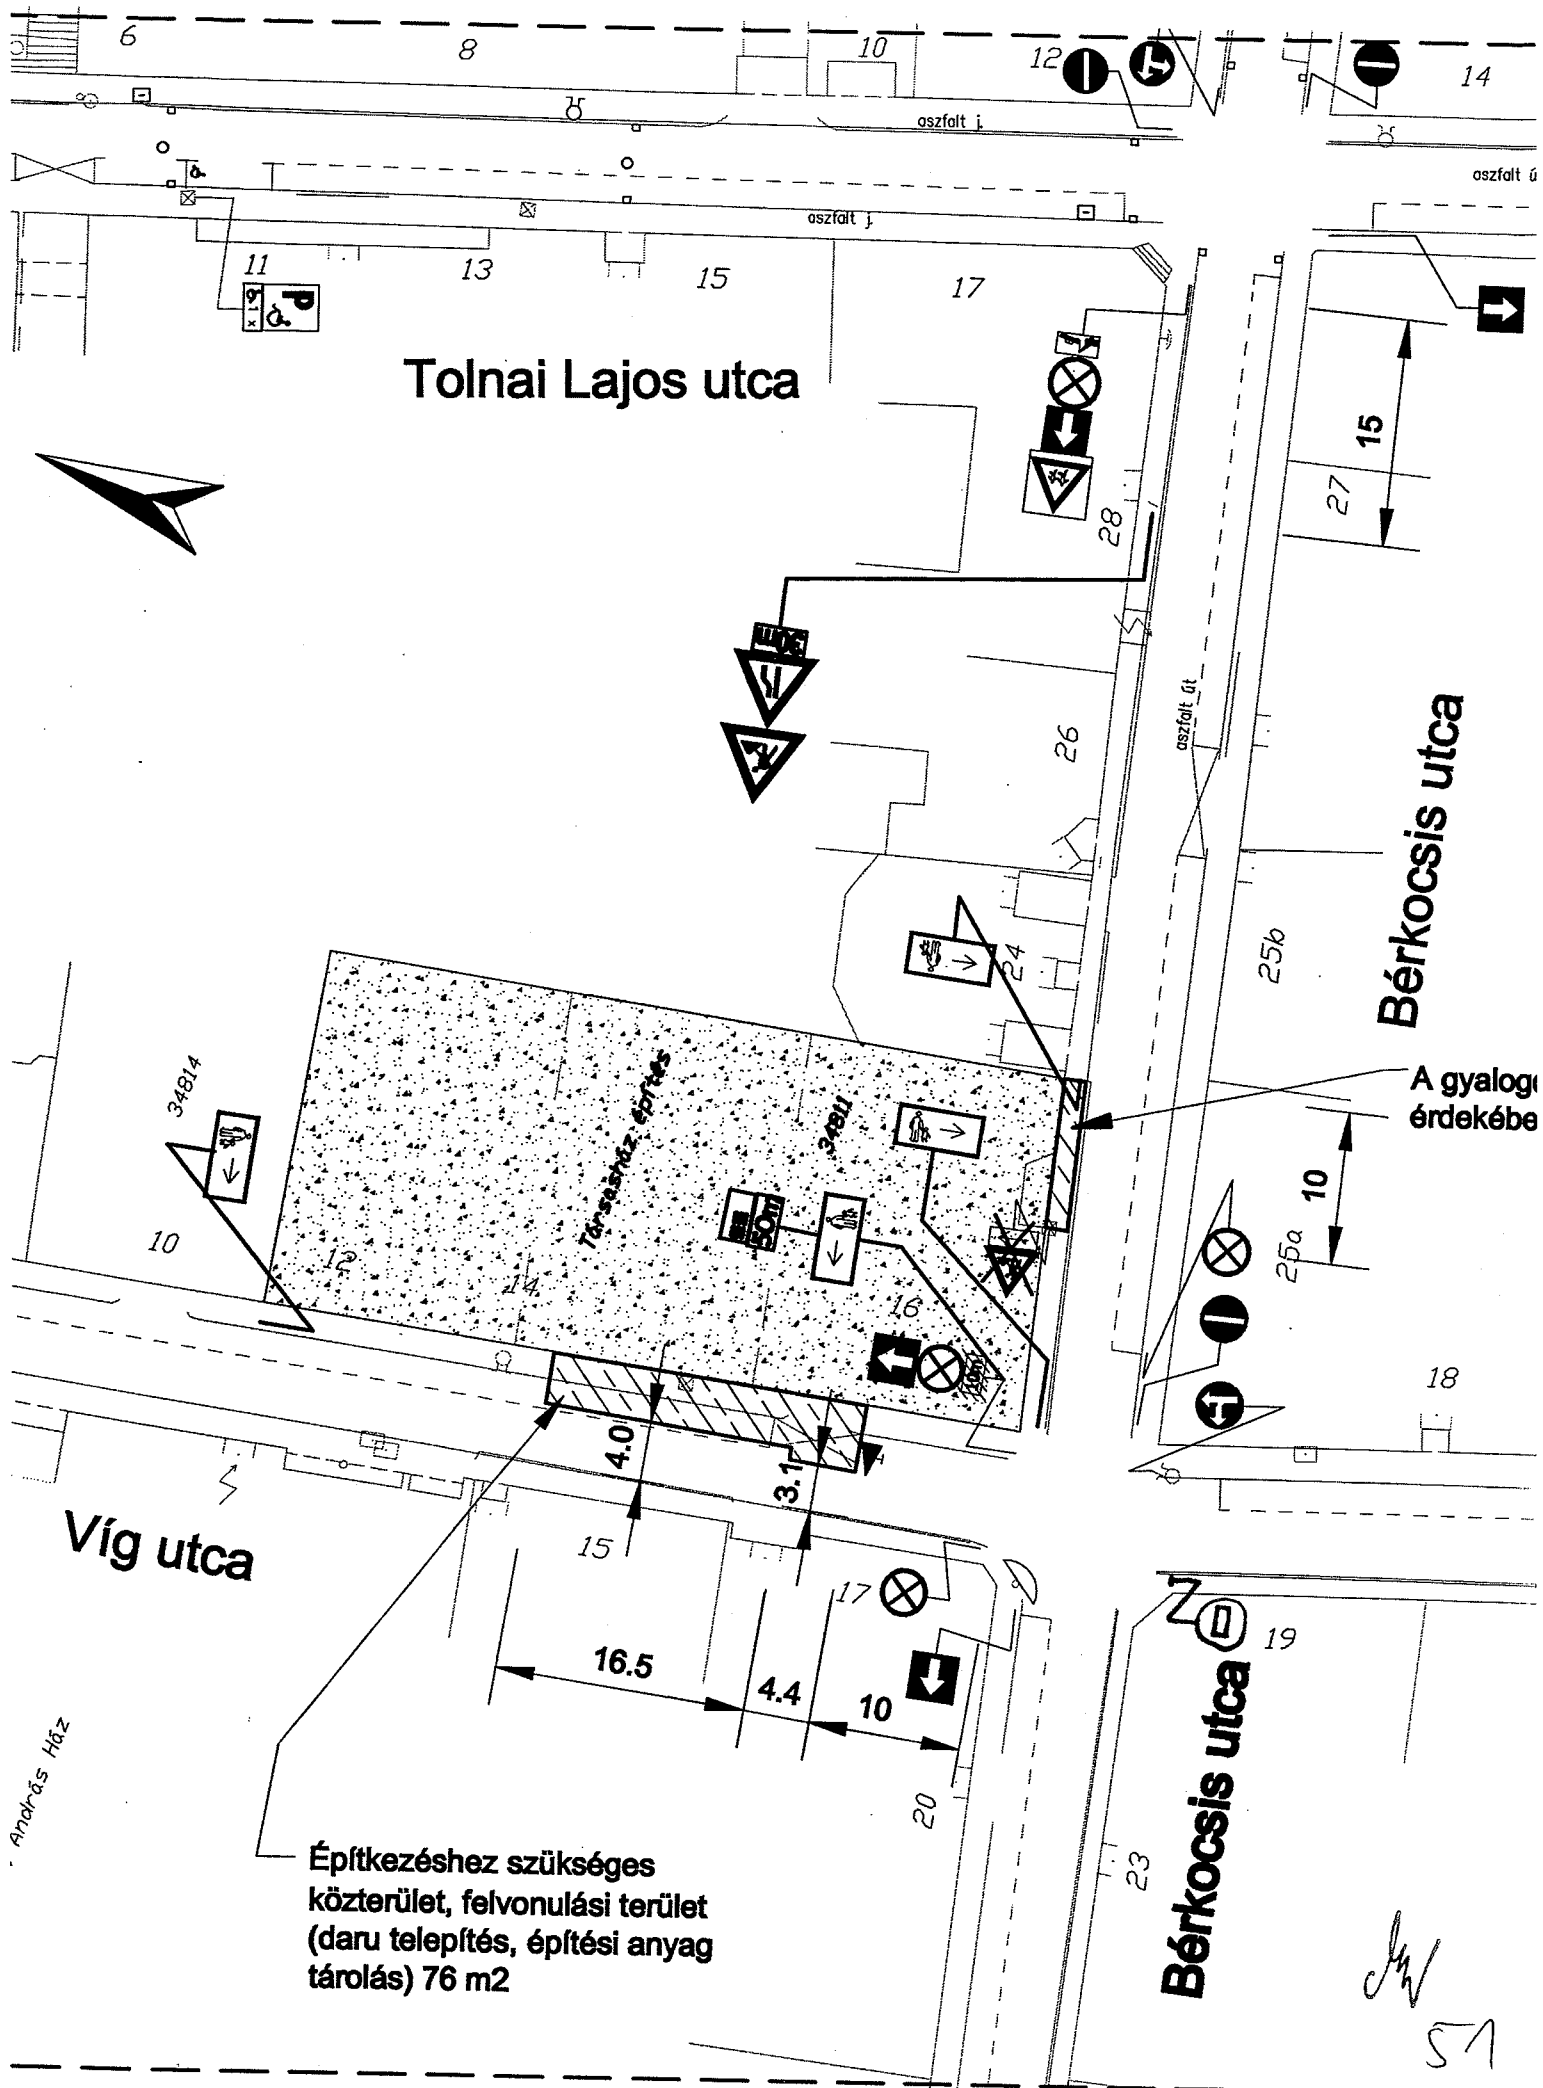 6
8
10
12
14
aszfalt j.
aszfalt ú
aszfalt j.
11
13
15
17
P
Tolnai Lajos utca
15
27
28
30m
26
aszfalt út
Bérkocsis utca
24
25b
34814
Társasház építés
34811
A gyalog
érdekébe
10
10
12
14
50m
16
10m
25a
18
4.0
3.1
Víg utca
15
17
19
16.5
4.4
10
20
23
Bérkocsis utca
András Ház
Építkezéshez szükséges
közterület, felvonulási terület
(daru telepítés, építési anyag
tárolás) 76 m2
51